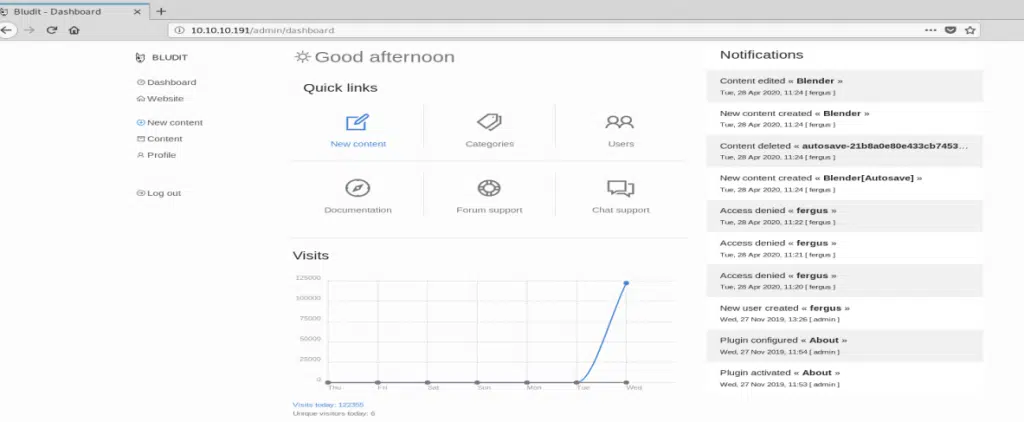 Bludit - Dashboard
10.10.10.191/admin/dashboard
BLUDIT
Dashboard
Website
New content
Content
Profile
Log out
Good afternoon
Quick links
New content
Categories
Users
Documentation
Forum support
Chat support
Visits
125000
100000
75000
50000
25000
0
Thu Fri Sat Sun Mon Tue Wed
Visits today: 122355
Unique visitors today: 6
Notifications
Content edited « Blender »
Tue, 28 Apr 2020, 11:24 [ fergus ]
New content created « Blender »
Tue, 28 Apr 2020, 11:24 [ fergus ]
Content deleted « autosave-21b8a0e80e433cb7453...
Tue, 28 Apr 2020, 11:24 [ fergus ]
New content created « Blender[Autosave] »
Tue, 28 Apr 2020, 11:24 [ fergus ]
Access denied « fergus »
Tue, 28 Apr 2020, 11:22 [ fergus ]
Access denied « fergus »
Tue, 28 Apr 2020, 11:21 [ fergus ]
Access denied « fergus »
Tue, 28 Apr 2020, 11:20 [ fergus ]
New user created « fergus »
Wed, 27 Nov 2019, 13:26 [ admin ]
Plugin configured « About »
Wed, 27 Nov 2019, 11:54 [ admin ]
Plugin activated « About »
Wed, 27 Nov 2019, 11:53 [ admin ]